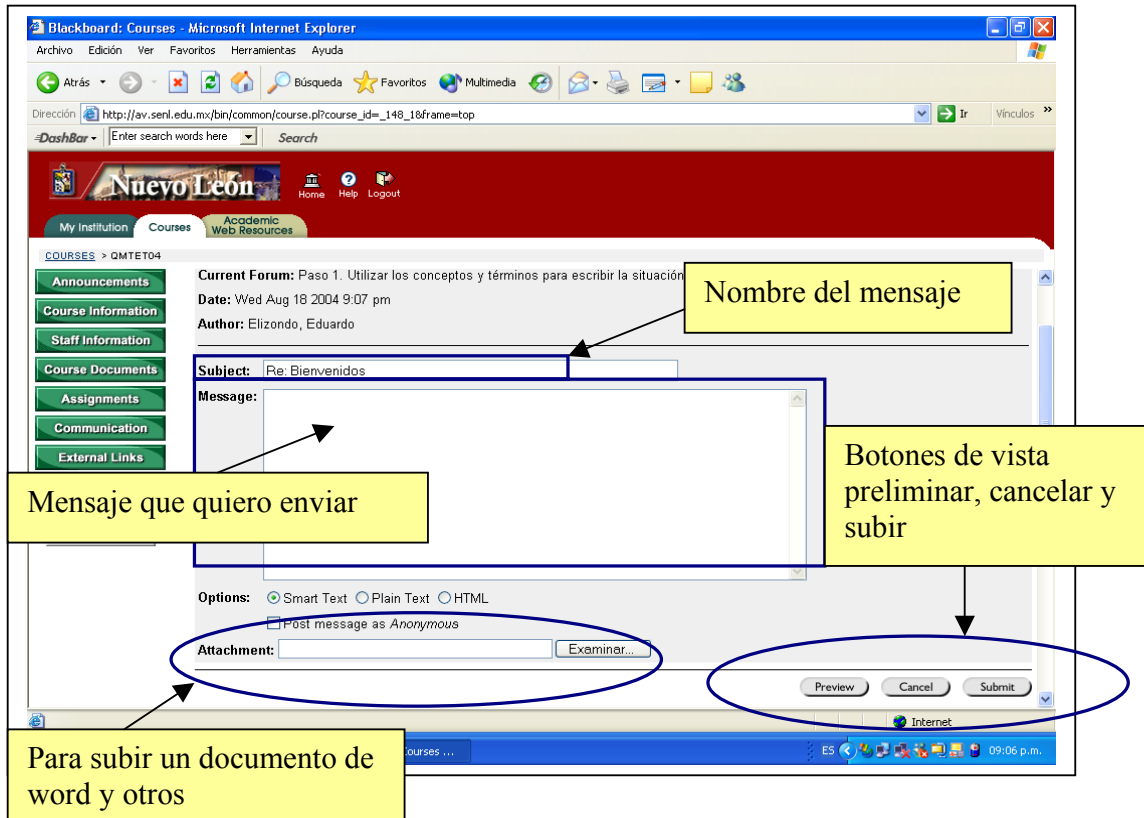 Blackboard: Courses - Microsoft Internet Explorer
Archivo Edición Ver Favoritos Herramientas Ayuda
Atrás Búsqueda Favoritos Multimedia
Dirección http://av.senl.edu.mx/bin/common/course.pl?course_id=_148_1&frame=top Ir Vínculos »
DashBar Enter search words here Search
Nuevo León Home Help Logout
My Institution Courses Academic Web Resources
COURSES > QMTET04
Announcements
Course Information
Staff Information
Course Documents
Assignments
Communication
External Links
Current Forum: Paso 1. Utilizar los conceptos y términos para escribir la situación
Date: Wed Aug 18 2004 9:07 pm
Author: Elizondo, Eduardo
Nombre del mensaje
Subject: Re: Bienvenidos
Message:
Mensaje que quiero enviar
Botones de vista
preliminar, cancelar y
subir
Options: Smart Text Plain Text HTML
Post message as Anonymous
Attachment: Examinar...
Preview Cancel Submit
Internet
Para subir un documento de
word y otros
ourses ...
ES 09:06 p.m.